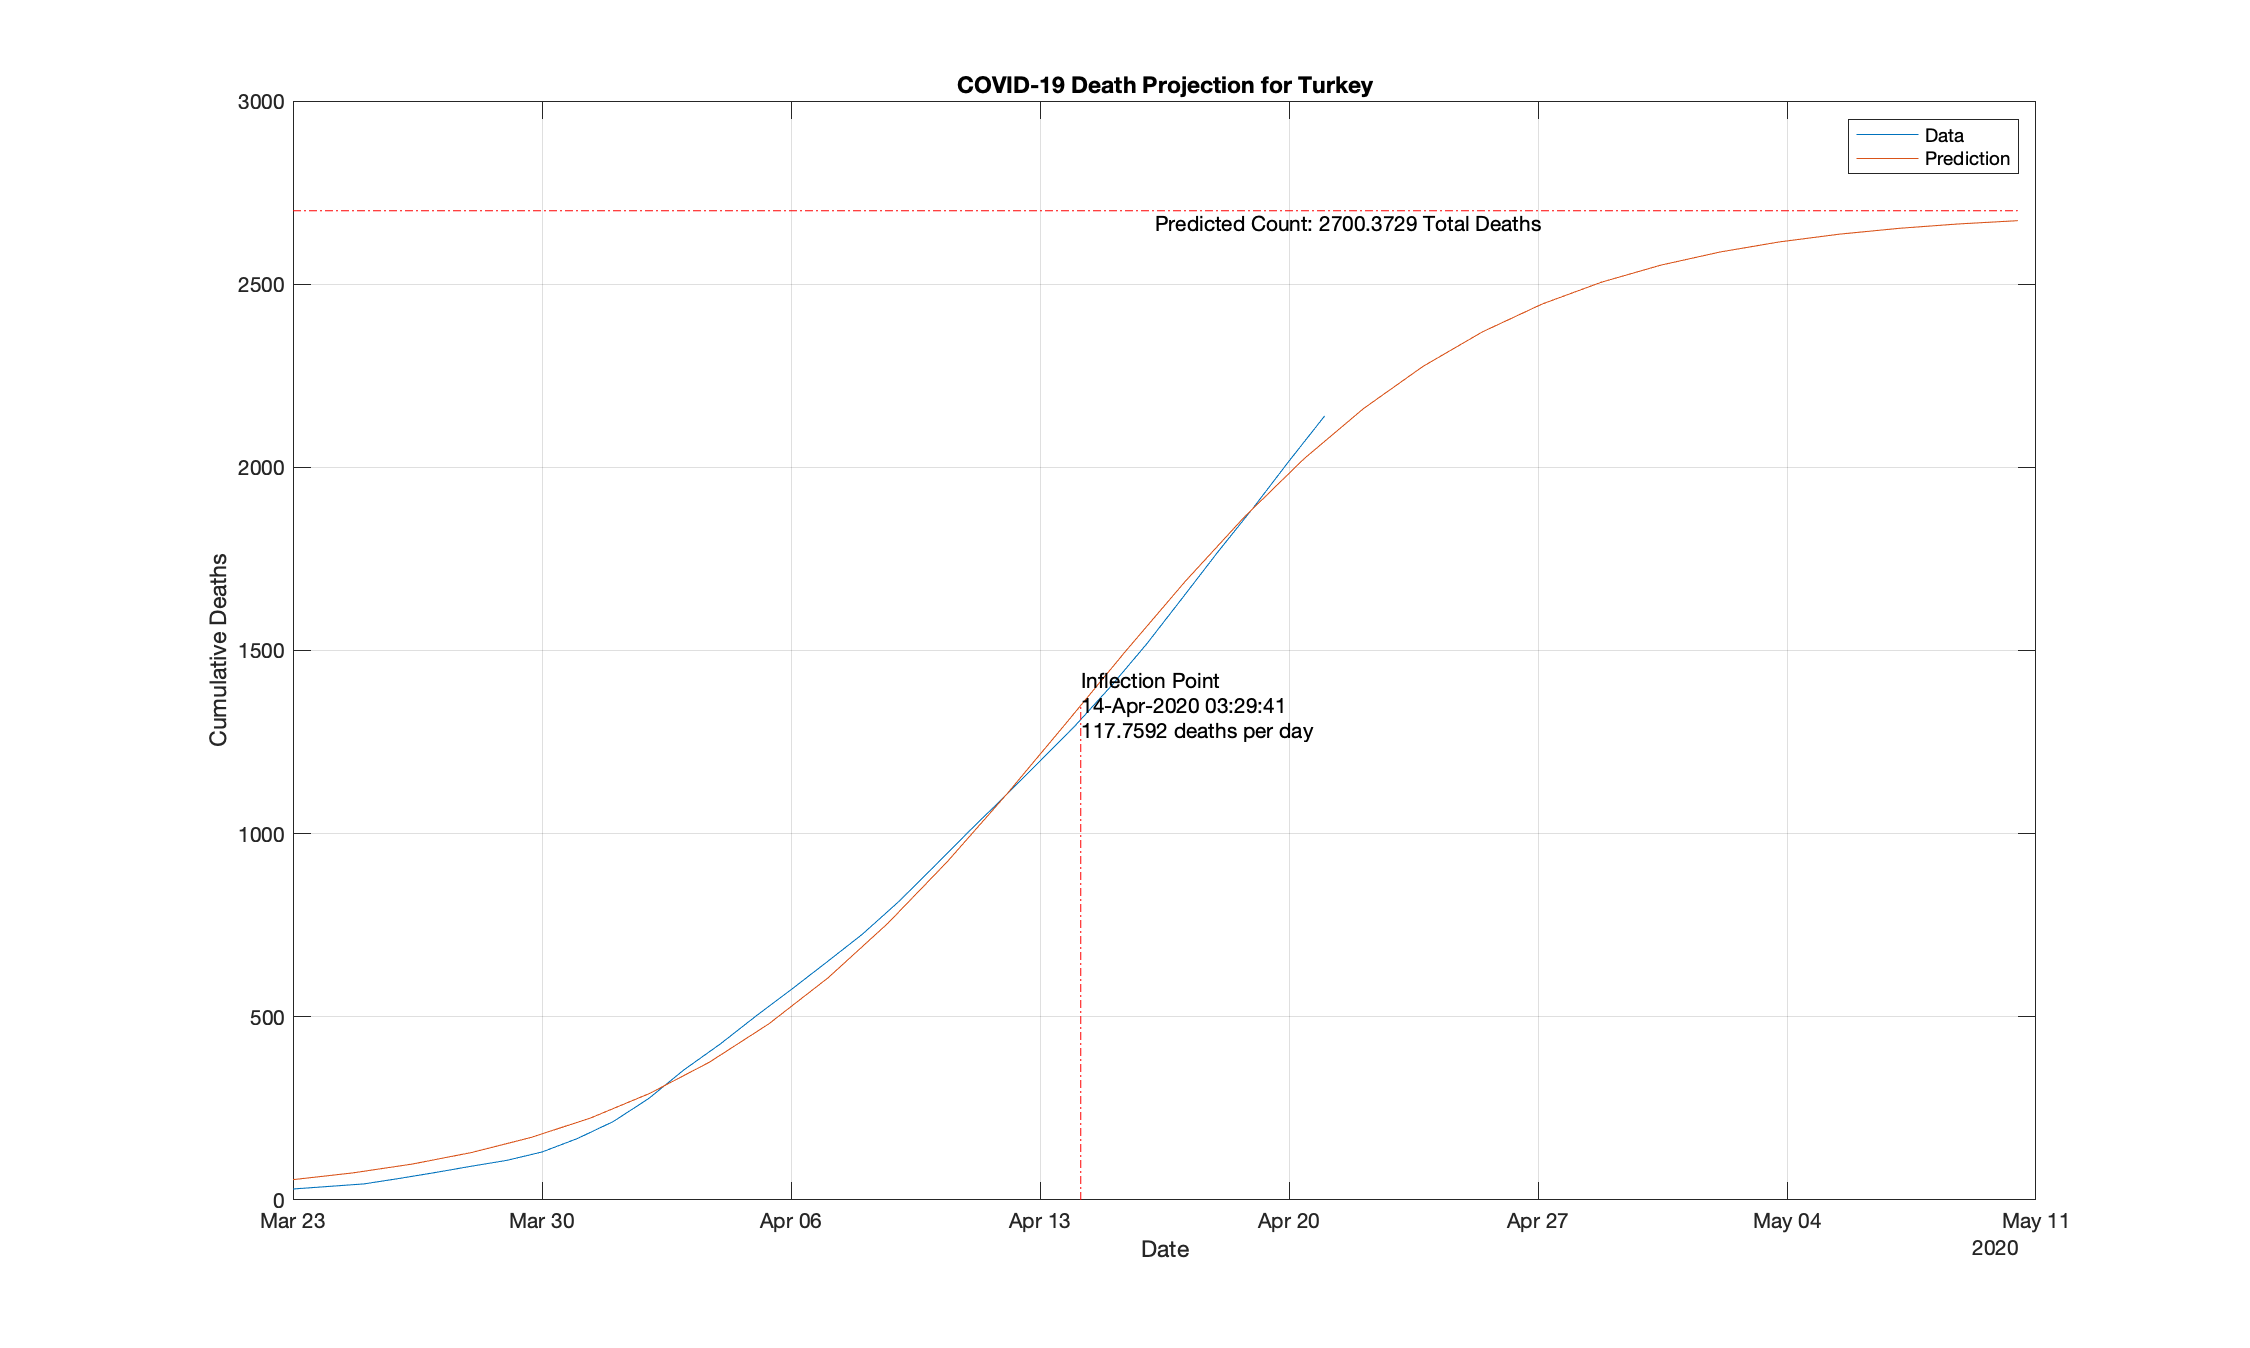 COVID-19 Death Projection for Turkey
3000
2500
2000
1500
1000
500
0
Cumulative Deaths
Data
Prediction
Predicted Count: 2700.3729 Total Deaths
Inflection Point
14-Apr-2020 03:29:41
117.7592 deaths per day
Mar 23
Mar 30
Apr 06
Apr 13
Apr 20
Apr 27
May 04
May 11
Date
2020